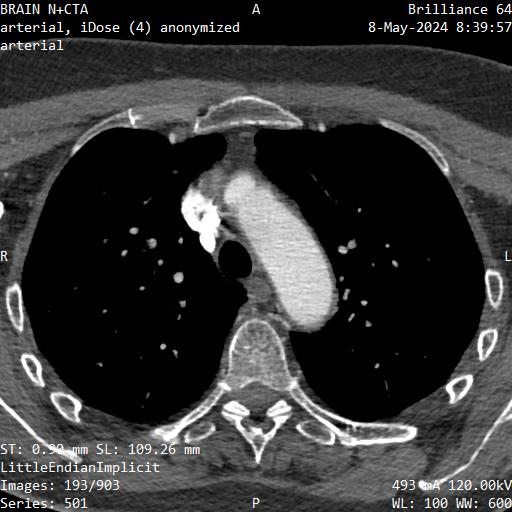 BRAIN N+CTA
A
Brilliance 64
arterial, iDose (4) anonymized
8-May-2024 8:39:57
arterial
R
L
ST: 0.90 mm SL: 109.26 mm
LittleEndianImplicit
Images: 193/903
493 mA 120.00kV
Series: 501
P
WL: 100 WW: 600